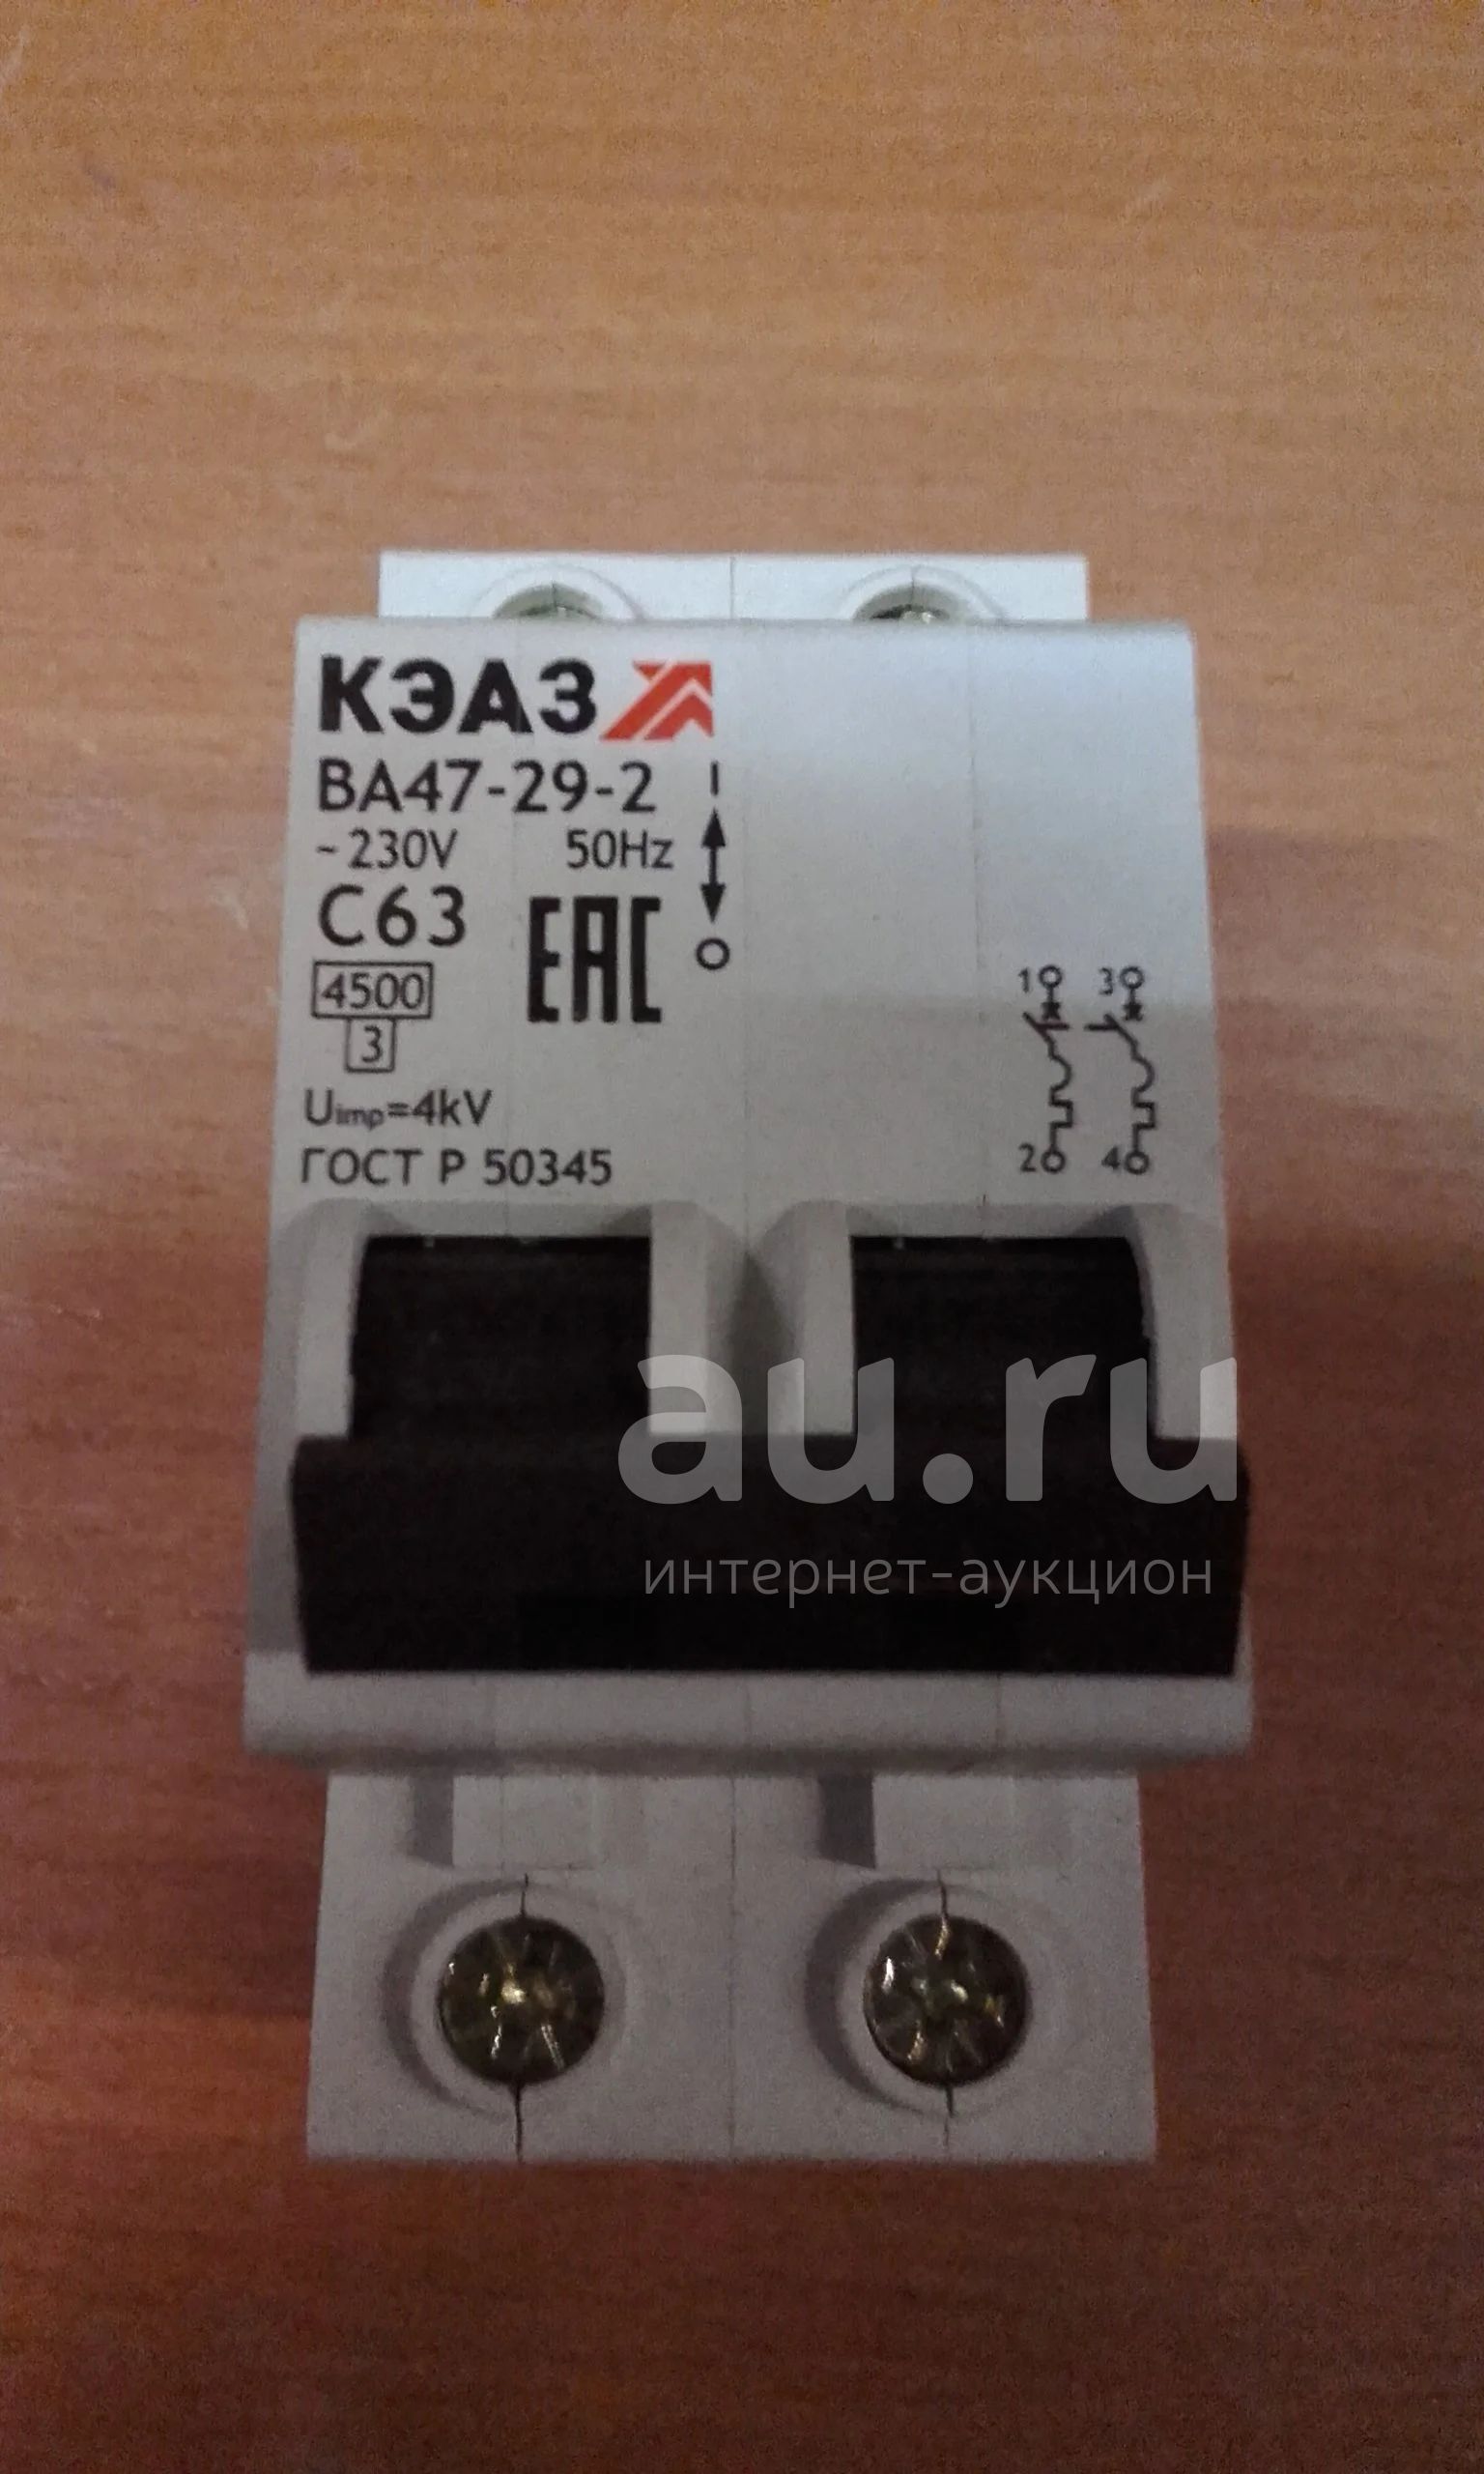 КЭАЗ
ВА47-29-2
~230V 50Hz
C63
EAC
4500
3
Uimp=4kV
ГОСТ Р 50345
I
O
1 3
2 4
au.ru
интернет-аукцион